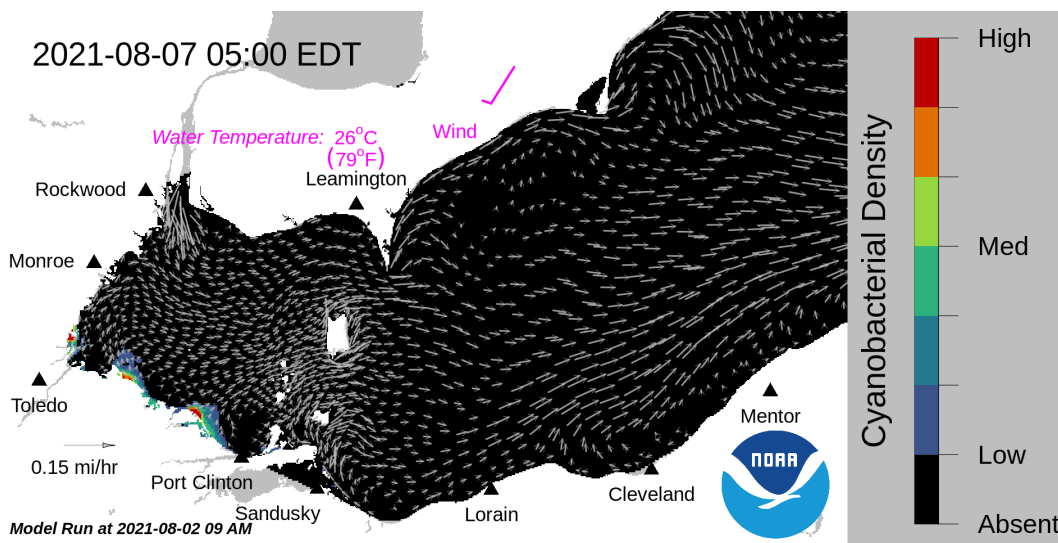 2021-08-07 05:00 EDT
Water Temperature: 26°C
(79°F)
Wind
Leamington
Rockwood
Monroe
Toledo
0.15 mi/hr
Port Clinton
Sandusky
Lorain
Cleveland
Mentor
NOAA
Model Run at 2021-08-02 09 AM
Cyanobacterial Density
High
Med
Low
Absent